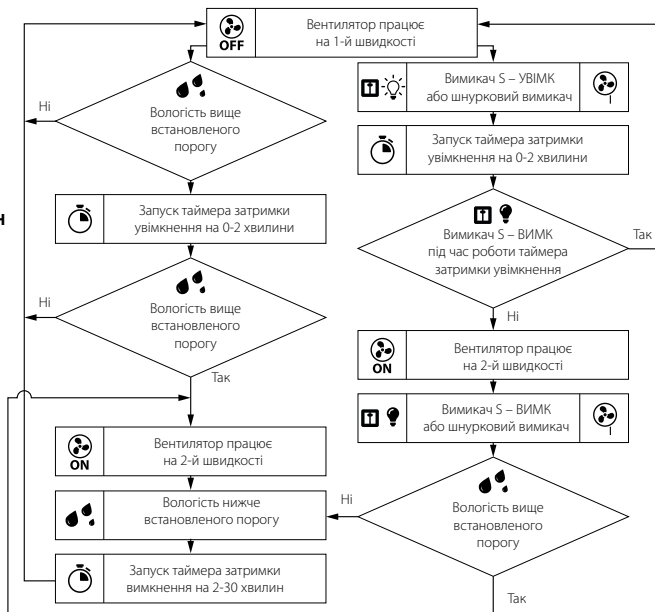 OFF
Вентилятор працює
на 1-й швидкості
Ні
Вологість вище
встановленого
порогу
Запуск таймера затримки
увімкнення на 0-2 хвилини
н
Ні
Вологість вище
встановленого
порогу
Так
ON
Вентилятор працює
на 2-й швидкості
Вологість нижче
встановленого порогу
Запуск таймера затримки
вимкнення на 2-30 хвилин
Вимикач S – УВІМК
або шнурковий вимикач
Запуск таймера затримки
увімкнення на 0-2 хвилини
Вимикач S – ВИМК
під час роботи таймера
затримки увімкнення
Так
Ні
ON
Вентилятор працює
на 2-й швидкості
Вимикач S – ВИМК
або шнурковий вимикач
Ні
Вологість вище
встановленого
порогу
Так